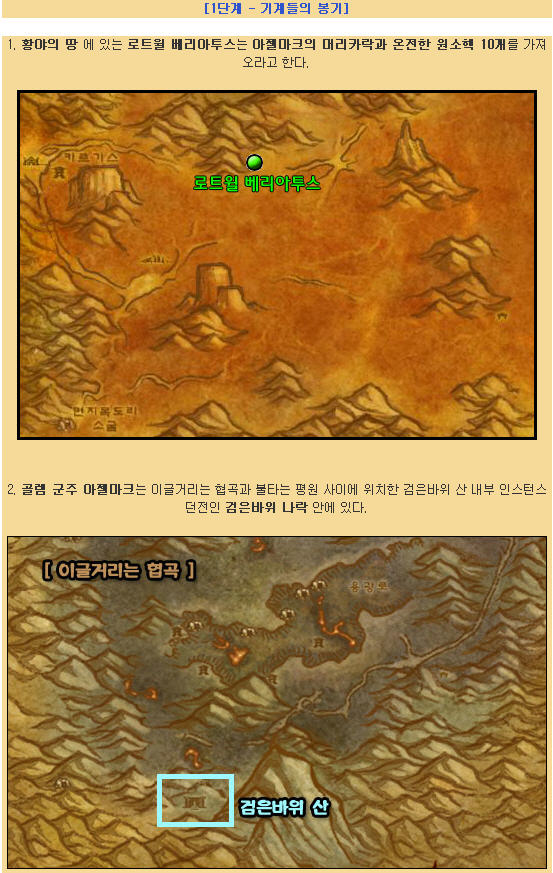 [1단계 - 기계들의 봉기]
1. 황야의 땅 에 있는 로트윌 베리아투스는 아젤마크의 머리카락과 온전한 원소핵 10개를 가져
오라고 한다.
카르가스
로트윌 베리아투스
먼지목도리
소굴
2. 골렘 군주 아젤마크는 이글거리는 협곡과 불타는 평원 사이에 위치한 검은바위 산 내부 인스턴스
던전인 검은바위 나락 안에 있다.
[ 이글거리는 협곡 ]
용광로
검은바위 산